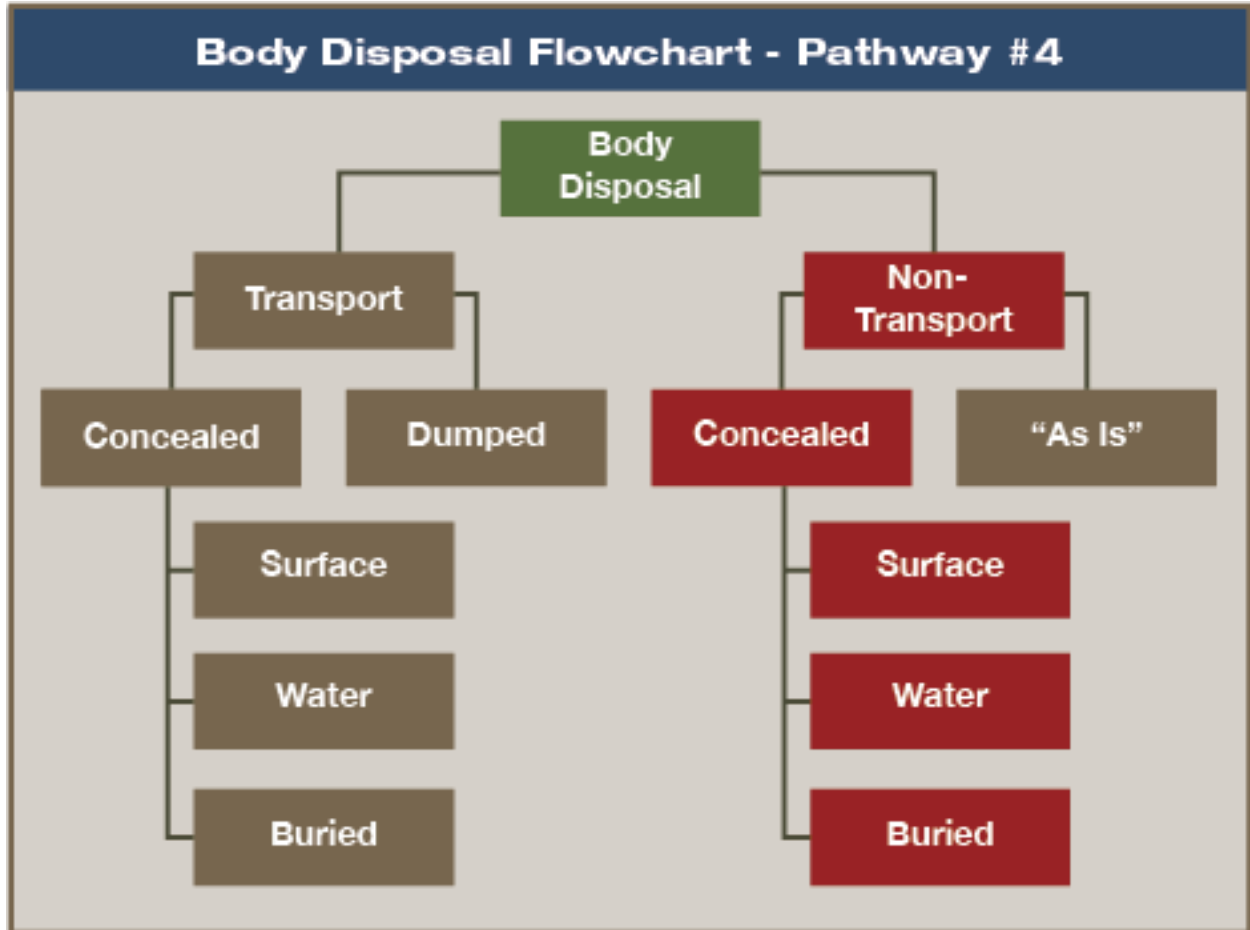 Body Disposal Flowchart - Pathway #4
Body
Disposal
Transport
Non-
Transport
Concealed
Dumped
Concealed
“As Is”
Surface
Surface
Water
Water
Buried
Buried